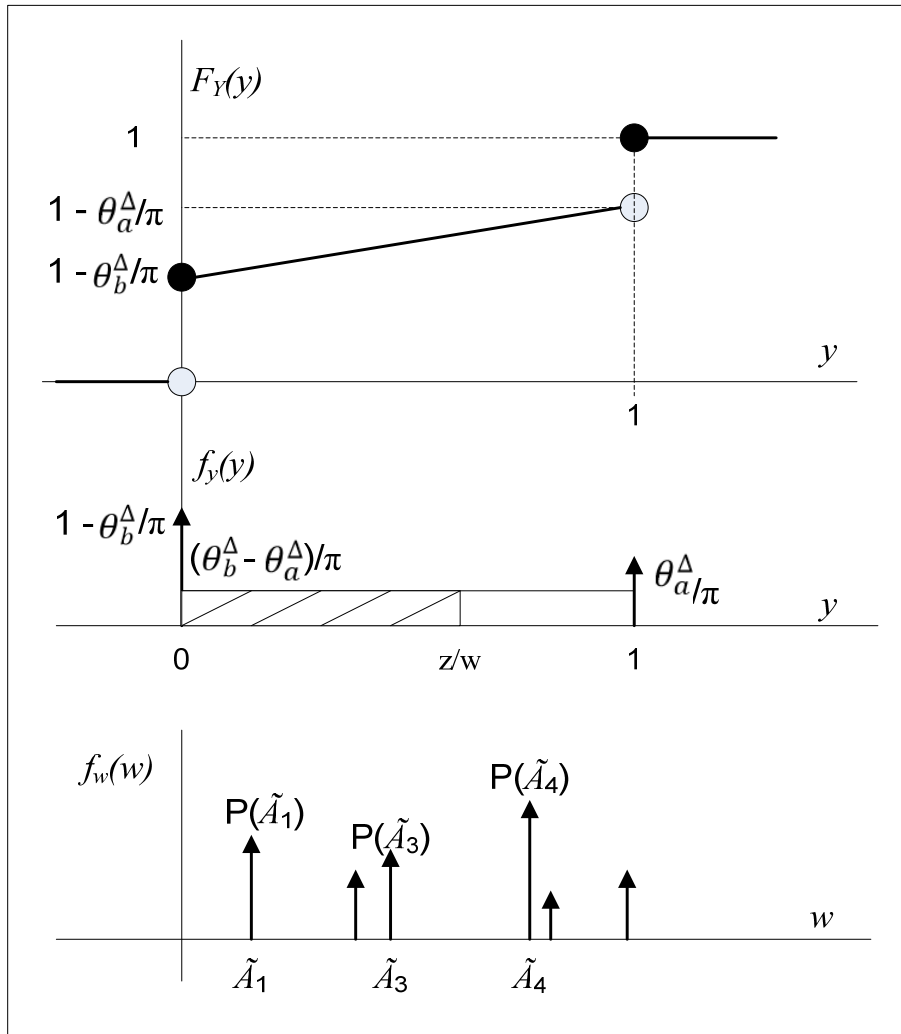 F_Y(y)
1
1 - θ_a^Δ/π
1 - θ_b^Δ/π
y
1
f_y(y)
1 - θ_b^Δ/π
(θ_b^Δ - θ_a^Δ)/π
θ_a^Δ/π
y
0 z/w 1
f_w(w)
P(Ã_4)
P(Ã_1)
P(Ã_3)
w
Ã_1 Ã_3 Ã_4